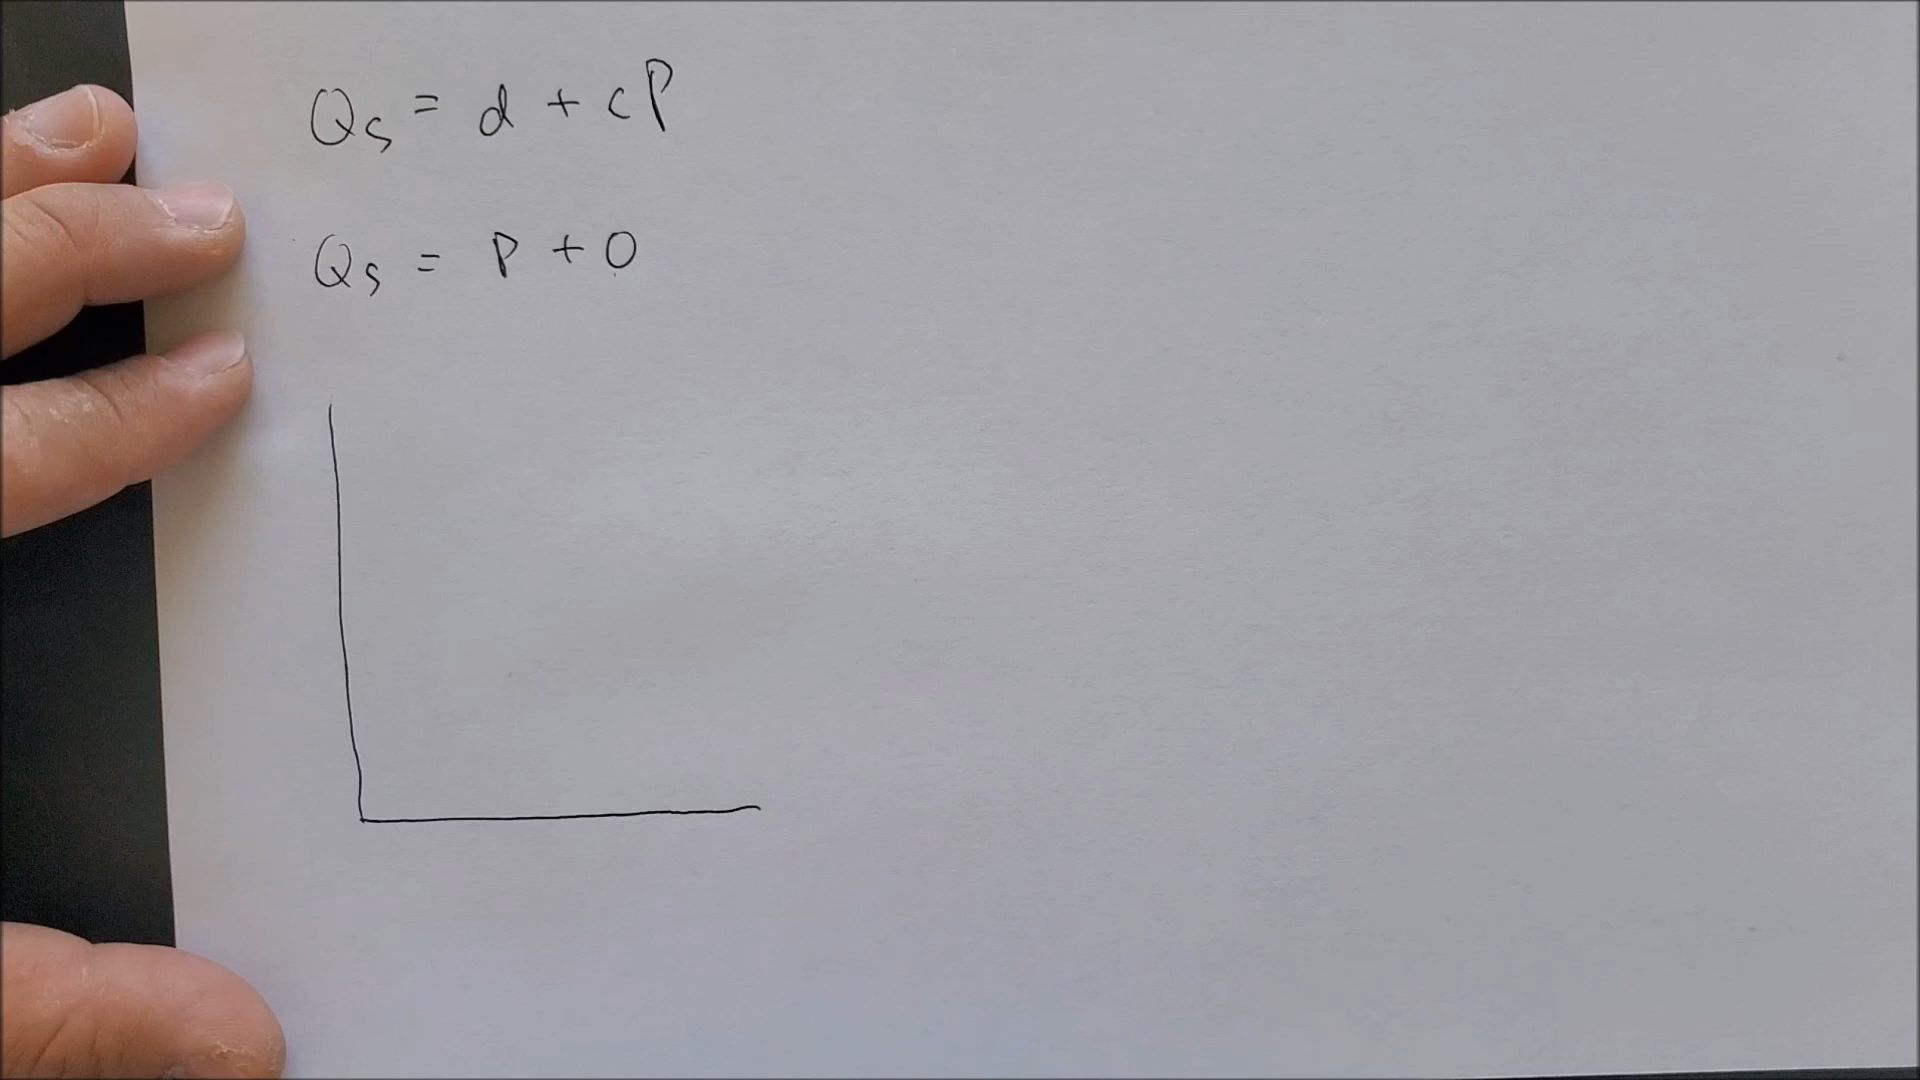 Qs = d + cP
Qs = P + 0